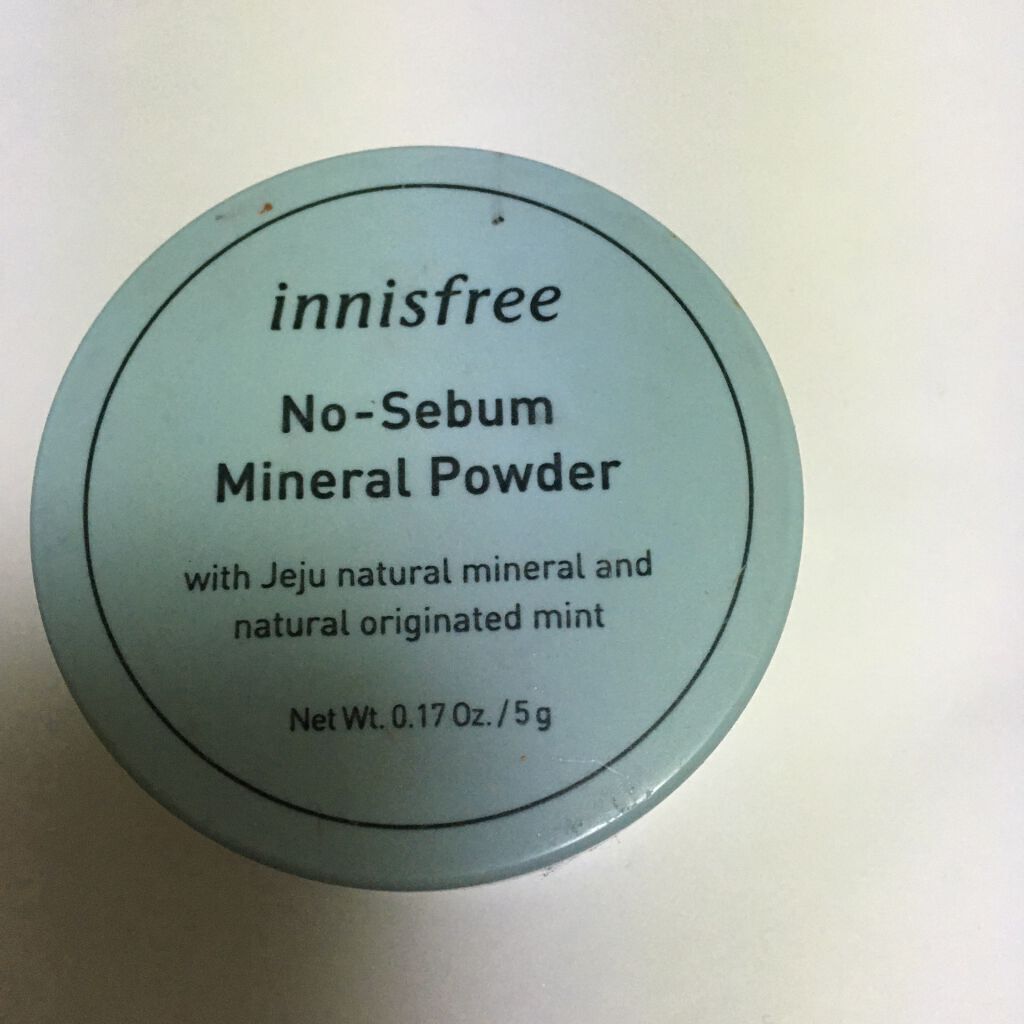 innisfree
No-Sebum
Mineral Powder
with Jeju natural mineral and
natural originated mint
Net Wt. 0.17 Oz. / 5 g